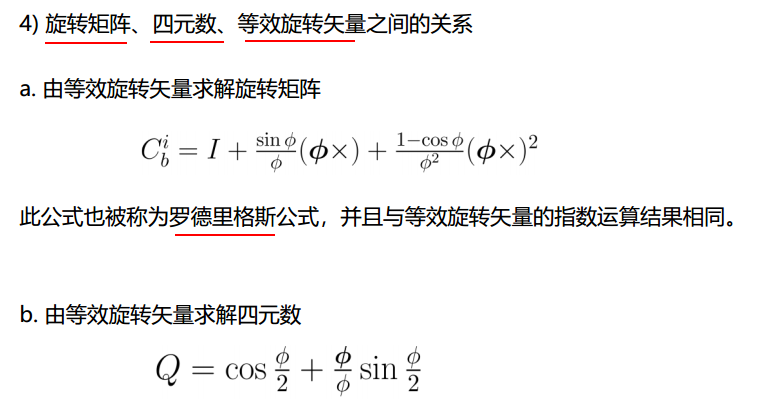 4) 旋转矩阵、四元数、等效旋转矢量之间的关系
a. 由等效旋转矢量求解旋转矩阵
$C_b^i = I + \frac{\sin\phi}{\phi}(\boldsymbol{\phi}\times) + \frac{1-\cos\phi}{\phi^2}(\boldsymbol{\phi}\times)^2$
此公式也被称为罗德里格斯公式，并且与等效旋转矢量的指数运算结果相同。
b. 由等效旋转矢量求解四元数
$Q = \cos\frac{\phi}{2} + \frac{\boldsymbol{\phi}}{\phi}\sin\frac{\phi}{2}$